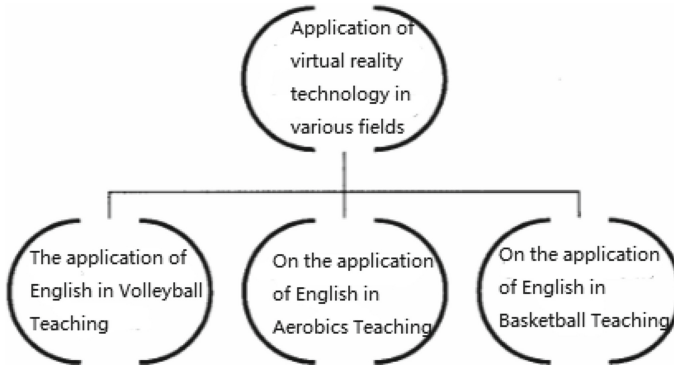 Application of
virtual reality
technology in
various fields
The application of
English in Volleyball
Teaching
On the application
of English in
Aerobics Teaching
On the application
of English in
Basketball Teaching